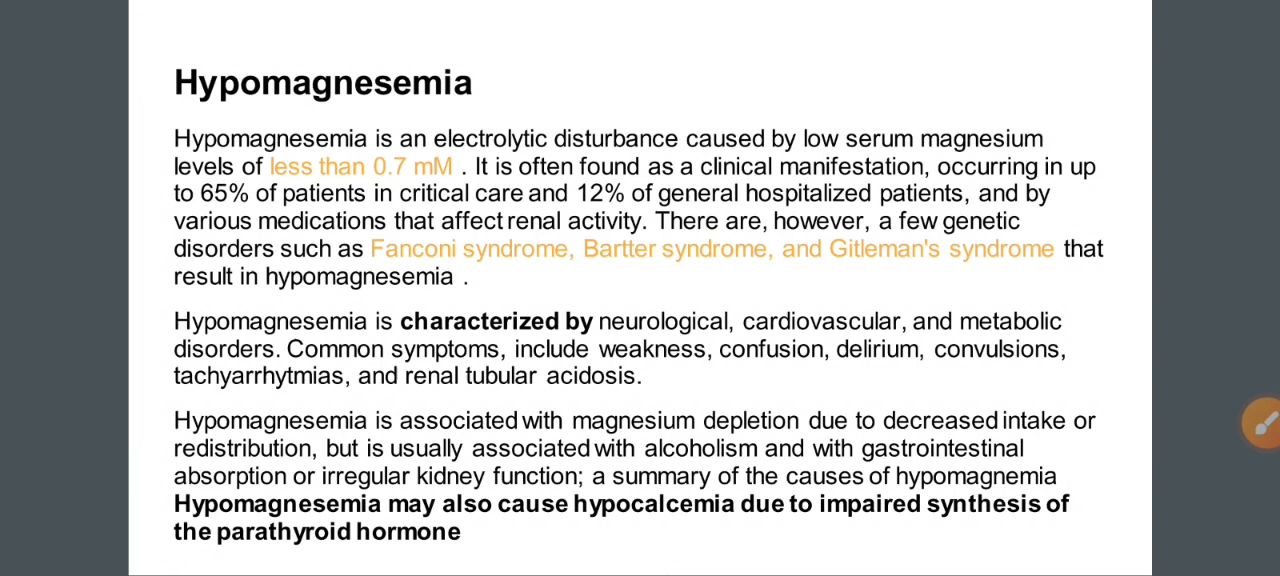 Hypomagnesemia
Hypomagnesemia is an electrolytic disturbance caused by low serum magnesium
levels of less than 0.7 mM . It is often found as a clinical manifestation, occurring in up
to 65% of patients in critical care and 12% of general hospitalized patients, and by
various medications that affect renal activity. There are, however, a few genetic
disorders such as Fanconi syndrome, Bartter syndrome, and Gitleman's syndrome that
result in hypomagnesemia .
Hypomagnesemia is characterized by neurological, cardiovascular, and metabolic
disorders. Common symptoms, include weakness, confusion, delirium, convulsions,
tachyarrhytmias, and renal tubular acidosis.
Hypomagnesemia is associated with magnesium depletion due to decreased intake or
redistribution, but is usually associated with alcoholism and with gastrointestinal
absorption or irregular kidney function; a summary of the causes of hypomagnemia
Hypomagnesemia may also cause hypocalcemia due to impaired synthesis of
the parathyroid hormone